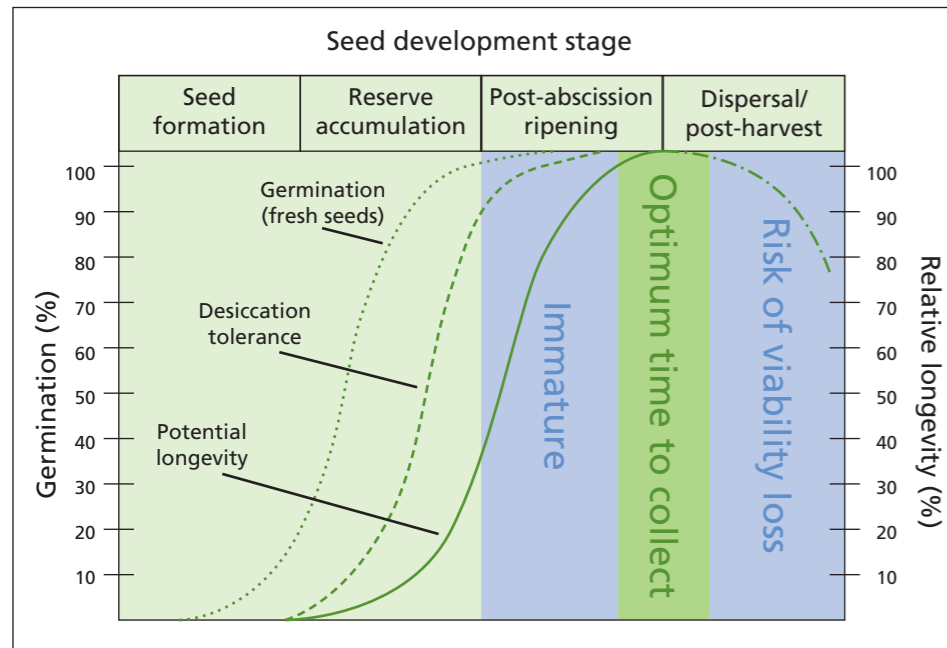 Seed development stage
Seed
formation
Reserve
accumulation
Post-abscission
ripening
Dispersal/
post-harvest
Germination (%)
100
90
80
70
60
50
40
30
20
10
Germination
(fresh seeds)
Desiccation
tolerance
Potential
longevity
Immature
Optimum time to collect
Risk of viability loss
100
90
80
70
60
50
40
30
20
10
Relative longevity (%)